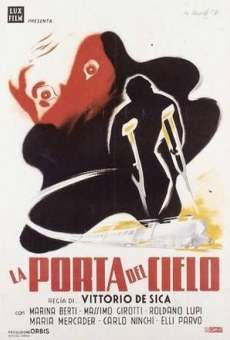 LUX
FILM
PRESENTA:
LA PORTA DEL CIELO
REGIA DI: VITTORIO DE SICA
CON MARINA BERTI - MASSIMO GIROTTI - ROLDANO LUPI
MARIA MERCADER - CARLO NINCHI - ELLI PARVO
PRODUZIONE ORBIS